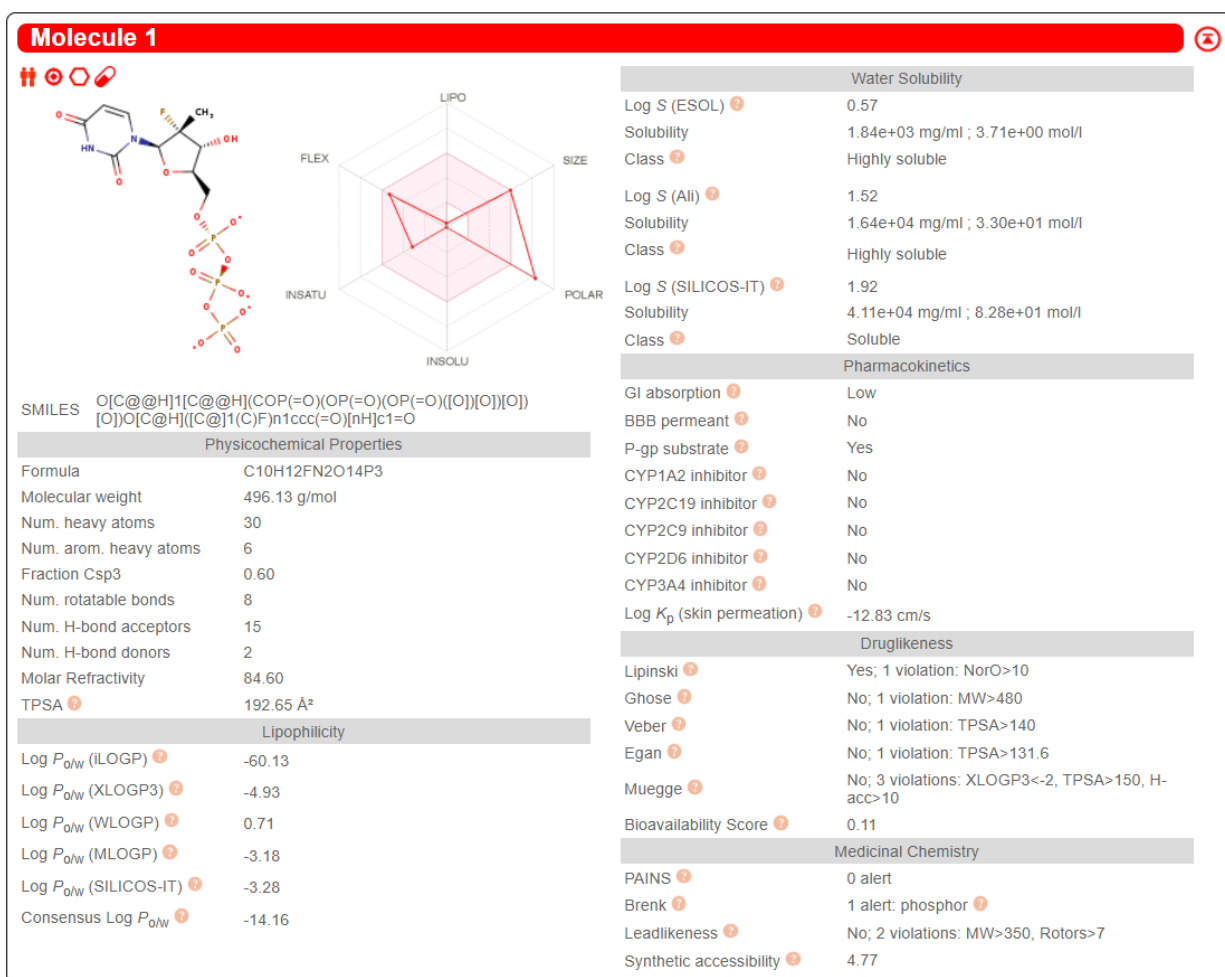 Molecule 1
LIPO
FLEX
SIZE
INSATU
POLAR
INSOLU
O
F
CH₃
N
OH
HN
O
O
O
O
P
O
O
O
P
O
O
O
P
O
O
SMILES O[C@@H]1[C@@H](COP(=O)(OP(=O)(OP(=O)([O])[O])[O])
[O])O[C@H]([C@]1(C)F)n1ccc(=O)[nH]c1=O
Physicochemical Properties
Formula C10H12FN2O14P3
Molecular weight 496.13 g/mol
Num. heavy atoms 30
Num. arom. heavy atoms 6
Fraction Csp3 0.60
Num. rotatable bonds 8
Num. H-bond acceptors 15
Num. H-bond donors 2
Molar Refractivity 84.60
TPSA ? 192.65 Å²
Lipophilicity
Log Po/w (iLOGP) ? -60.13
Log Po/w (XLOGP3) ? -4.93
Log Po/w (WLOGP) ? 0.71
Log Po/w (MLOGP) ? -3.18
Log Po/w (SILICOS-IT) ? -3.28
Consensus Log Po/w ? -14.16
Water Solubility
Log S (ESOL) ? 0.57
Solubility 1.84e+03 mg/ml ; 3.71e+00 mol/l
Class ? Highly soluble
Log S (Ali) ? 1.52
Solubility 1.64e+04 mg/ml ; 3.30e+01 mol/l
Class ? Highly soluble
Log S (SILICOS-IT) ? 1.92
Solubility 4.11e+04 mg/ml ; 8.28e+01 mol/l
Class ? Soluble
Pharmacokinetics
GI absorption ? Low
BBB permeant ? No
P-gp substrate ? Yes
CYP1A2 inhibitor ? No
CYP2C19 inhibitor ? No
CYP2C9 inhibitor ? No
CYP2D6 inhibitor ? No
CYP3A4 inhibitor ? No
Log Kp (skin permeation) ? -12.83 cm/s
Druglikeness
Lipinski ? Yes; 1 violation: NorO>10
Ghose ? No; 1 violation: MW>480
Veber ? No; 1 violation: TPSA>140
Egan ? No; 1 violation: TPSA>131.6
Muegge ? No; 3 violations: XLOGP3<-2, TPSA>150, H-
acc>10
Bioavailability Score ? 0.11
Medicinal Chemistry
PAINS ? 0 alert
Brenk ? 1 alert: phosphor ?
Leadlikeness ? No; 2 violations: MW>350, Rotors>7
Synthetic accessibility ? 4.77